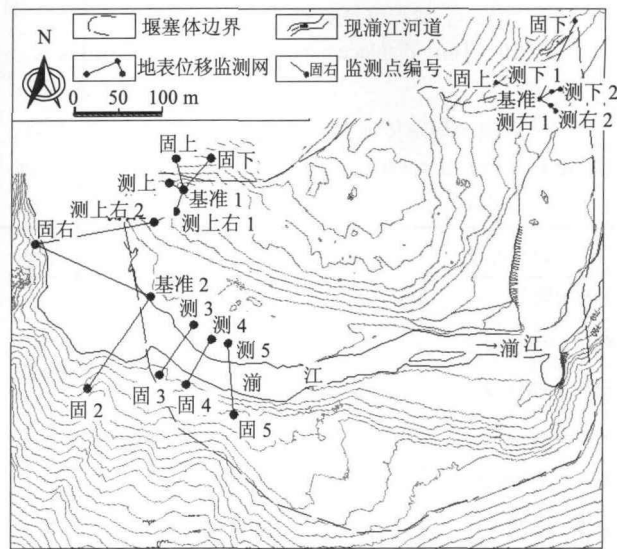 N
堰塞体边界
现湔江河道
地表位移监测网
固右
监测点编号
0
50
100 m
固下
固上
测下 1
基准
测下 2
测右 1
测右 2
固上
固下
测上
基准 1
测上右 2
测上右 1
固右
基准 2
测 3
测 4
测 5
→湔江
湔
江
固 2
固 3
固 4
固 5